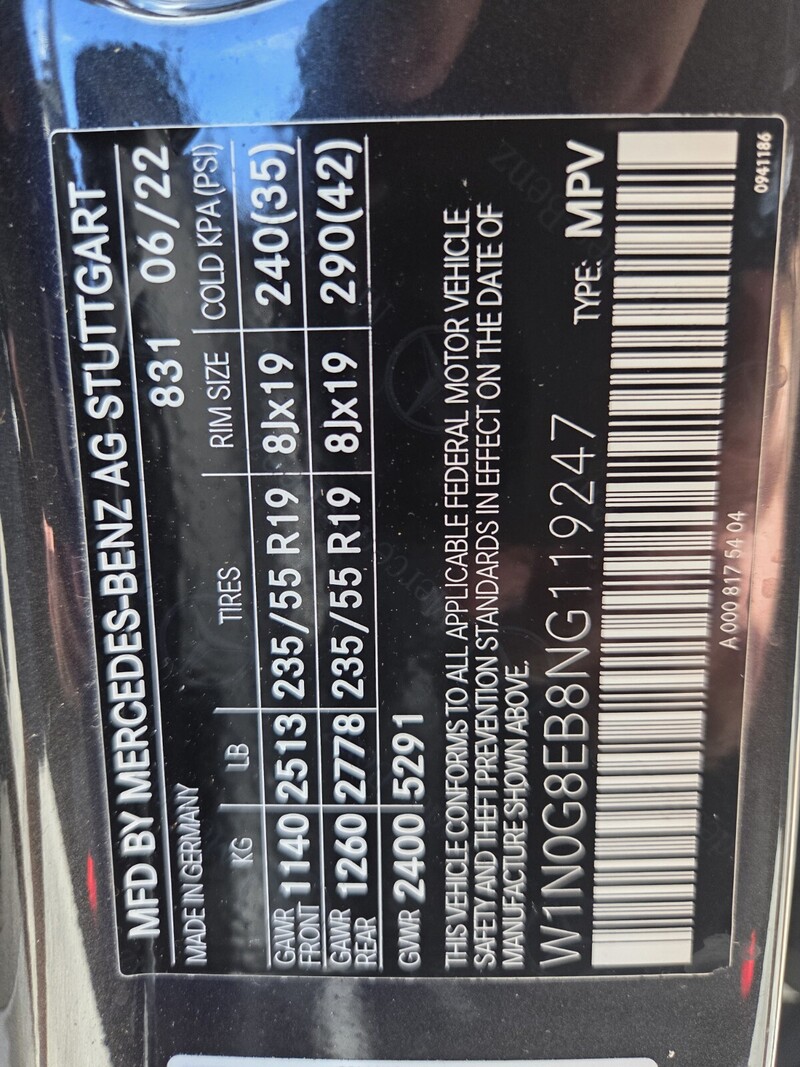 MFD BY MERCEDES-BENZ AG STUTTGART
MADE IN GERMANY 831 06/22
KG LB TIRES RIM SIZE COLD KPA(PSI)
GAWR FRONT 1140 2513 235/55 R19 8Jx19 240(35)
GAWR REAR 1260 2778 235/55 R19 8Jx19 290(42)
GVWR 2400 5291
THIS VEHICLE CONFORMS TO ALL APPLICABLE FEDERAL MOTOR VEHICLE
SAFETY AND THEFT PREVENTION STANDARDS IN EFFECT ON THE DATE OF
MANUFACTURE SHOWN ABOVE.
W1N0G8EB8NG119247 TYPE: MPV
A 000 817 54 04
0941186